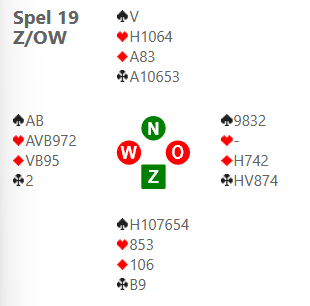 Spel 19
Z/OW
♠V
♥H1064
♦A83
♣A10653
♠AB
♥AVB972
♦VB95
♣2
N
W
O
Z
♠9832
♥-
♦H742
♣HV874
♠H107654
♥853
♦106
♣B9